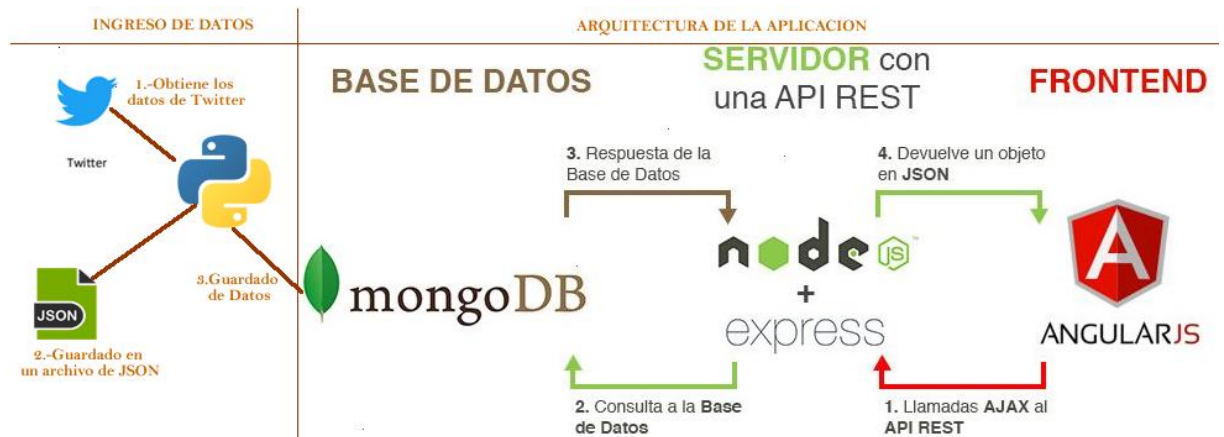 INGRESO DE DATOS
ARQUITECTURA DE LA APLICACION
1.-Obtiene los
datos de Twitter
Twitter
3.Guardado
de Datos
JSON
2.-Guardado en
un archivo de JSON
BASE DE DATOS
SERVIDOR con
una API REST
FRONTEND
3. Respuesta de la
Base de Datos
4. Devuelve un objeto
en JSON
mongoDB
node JS™
+
express
A
ANGULARJS
2. Consulta a la Base
de Datos
1. Llamadas AJAX al
API REST